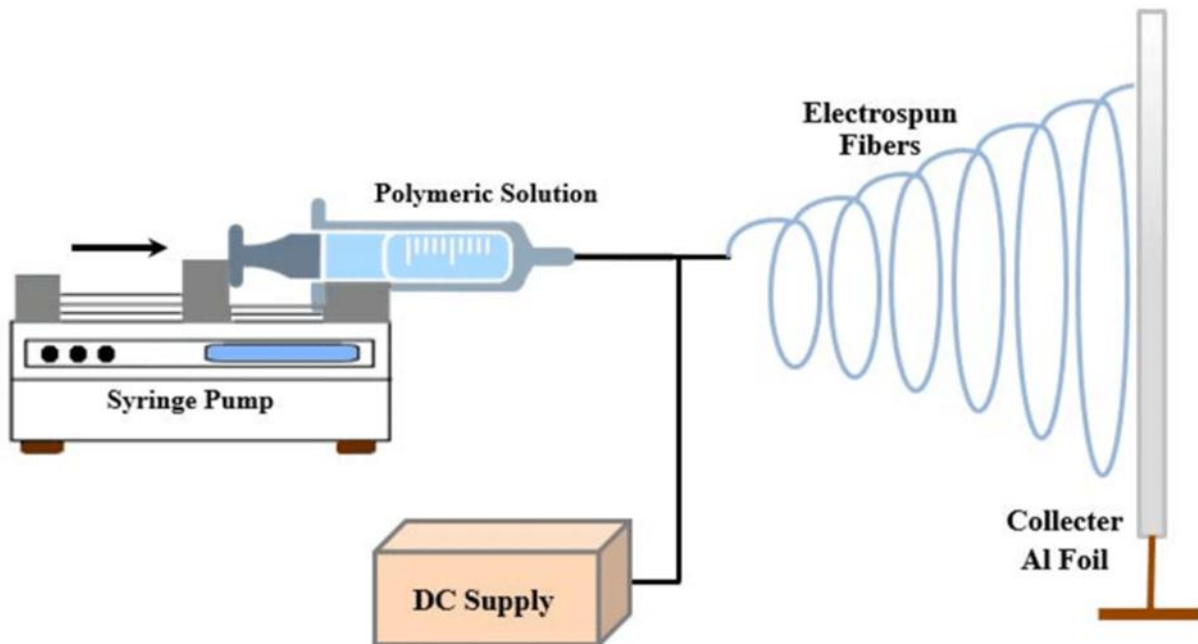 Electrospun
Fibers
Polymeric Solution
Syringe Pump
Collecter
Al Foil
DC Supply